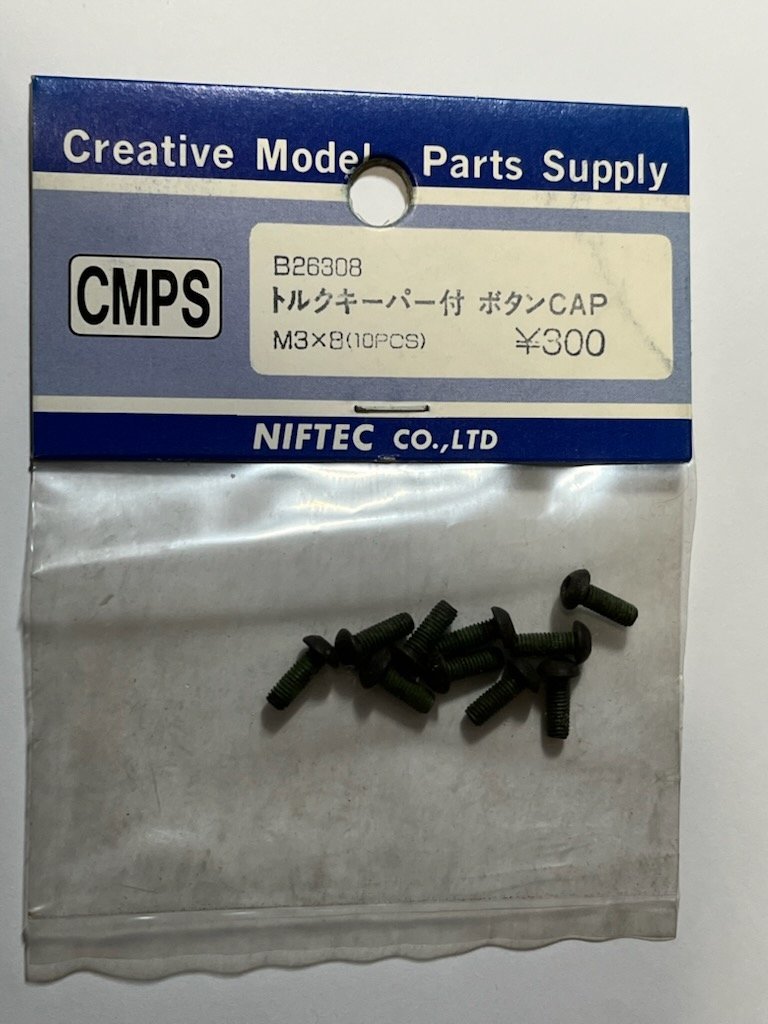 Creative Model Parts Supply
CMPS
B26308
トルクキーパー付 ボタンCAP
M3×8(10PCS) ¥300
NIFTEC CO.,LTD